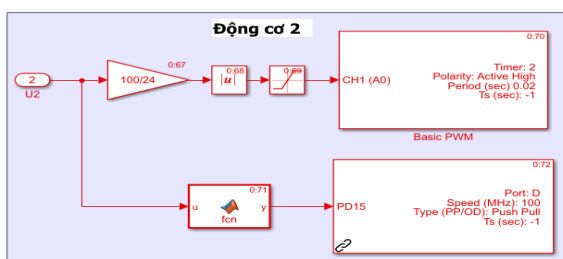 Động cơ 2
0:67
0:68
0:69
0:70
2
U2
100/24
|u|
CH1 (A0)
Timer: 2
Polarity: Active High
Period (sec) 0.02
Ts (sec): -1
Basic PWM
0:71
u
y
fcn
0:72
PD15
Port: D
Speed (MHz): 100
Type (PP/OD): Push Pull
Ts (sec): -1